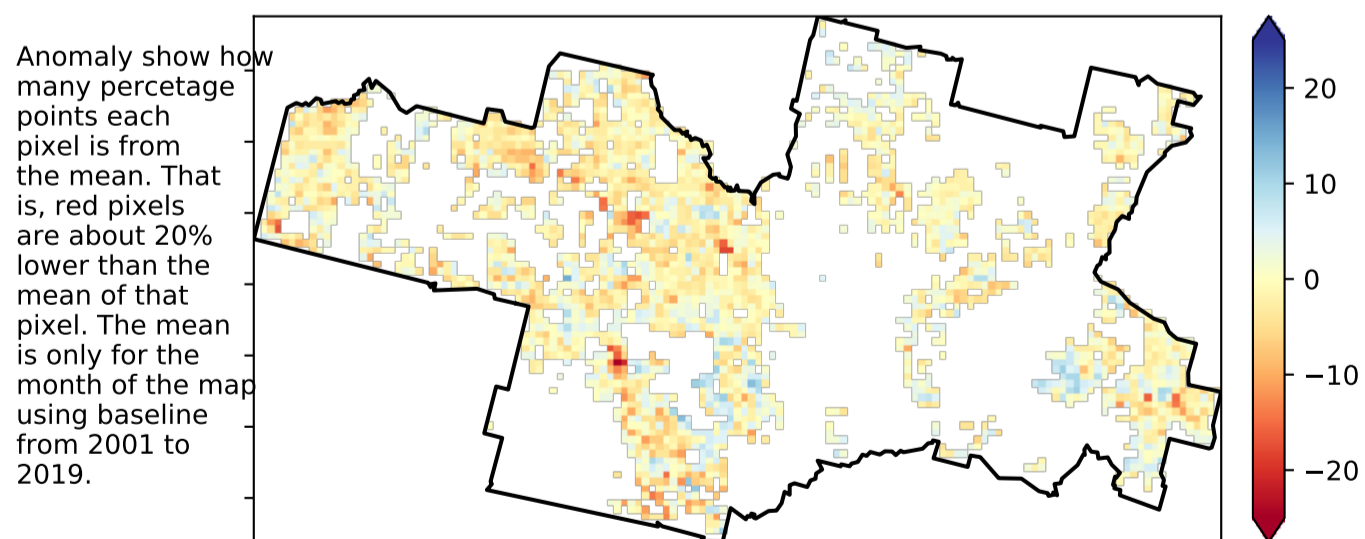 Anomaly show how
many percetage
points each
pixel is from
the mean. That
is, red pixels
are about 20%
lower than the
mean of that
pixel. The mean
is only for the
month of the map
using baseline
from 2001 to
2019.
20
10
0
−10
−20